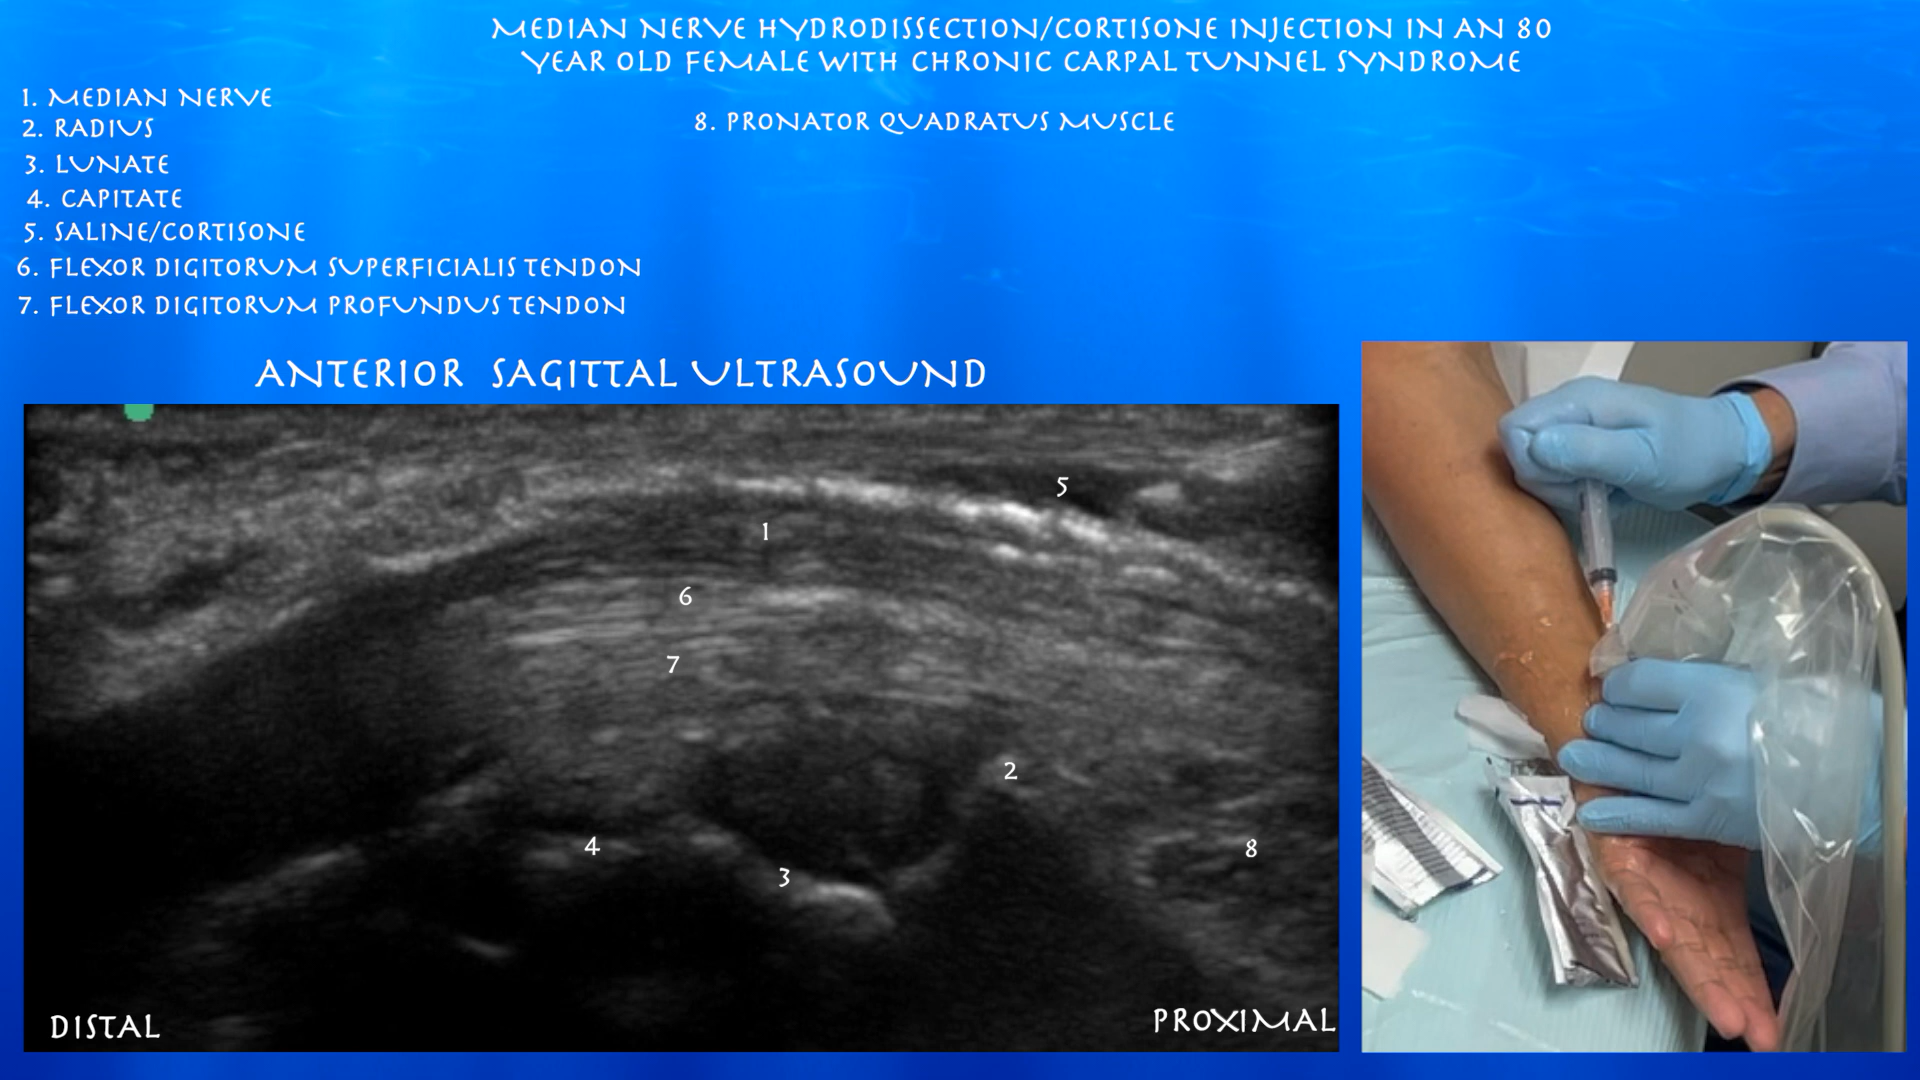 MEDIAN NERVE HYDRODISSECTION/CORTISONE INJECTION IN AN 80
YEAR OLD FEMALE WITH CHRONIC CARPAL TUNNEL SYNDROME
1. MEDIAN NERVE
2. RADIUS
3. LUNATE
4. CAPITATE
5. SALINE/CORTISONE
6. FLEXOR DIGITORUM SUPERFICIALIS TENDON
7. FLEXOR DIGITORUM PROFUNDUS TENDON
8. PRONATOR QUADRATUS MUSCLE
ANTERIOR SAGITTAL ULTRASOUND
5
1
6
7
2
4
8
3
DISTAL
PROXIMAL